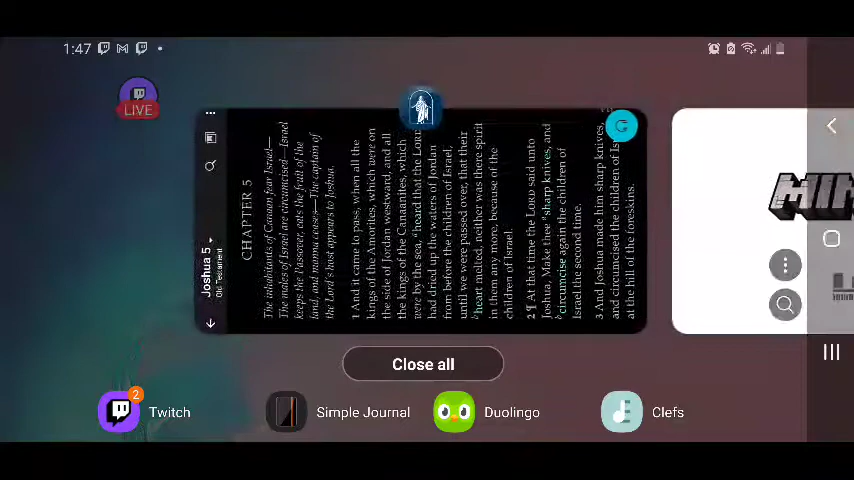 1:47
LIVE
Joshua 5
Old Testament
CHAPTER 5
The inhabitants of Canaan fear Israel—
The males of Israel are circumcised—Israel
keeps the Passover, eats the fruit of the
land, and manna ceases—The captain of
the Lord's host appears to Joshua.
1 And it came to pass, when all the
kings of the Amorites, which were on
the side of Jordan westward, and all
the kings of the Canaanites, which
were by the sea, heard that the LORD
had dried up the waters of Jordan
from before the children of Israel,
until we were passed over, that their
heart melted, neither was there spirit
in them any more, because of the
children of Israel.
2 ¶ At that time the LORD said unto
Joshua, Make thee sharp knives, and
circumcise again the children of
Israel the second time.
3 And Joshua made him sharp knives,
and circumcised the children of
at the hill of the foreskins.
Close all
2
Twitch
Simple Journal
Duolingo
Clefs